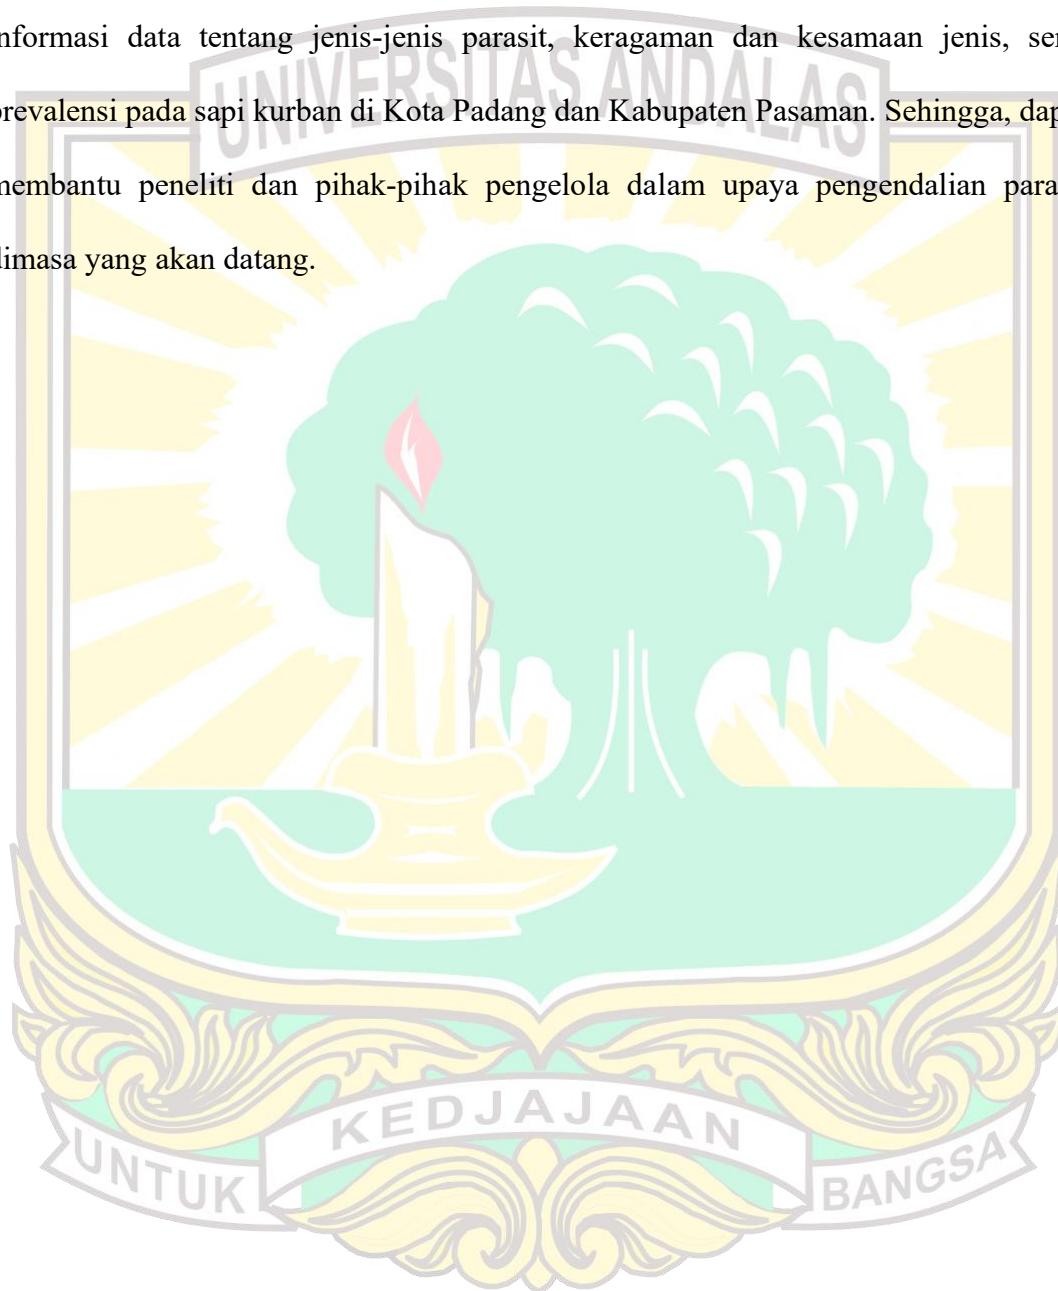 nformasi data tentang jenis-jenis parasit, keragaman dan kesamaan jenis, ser
prevalensi pada sapi kurban di Kota Padang dan Kabupaten Pasaman. Sehingga, dap
membantu peneliti dan pihak-pihak pengelola dalam upaya pengendalian para
dimasa yang akan datang.
UNIVERSITAS ANDALAS
UNTUK KEDJAJAAN BANGSA